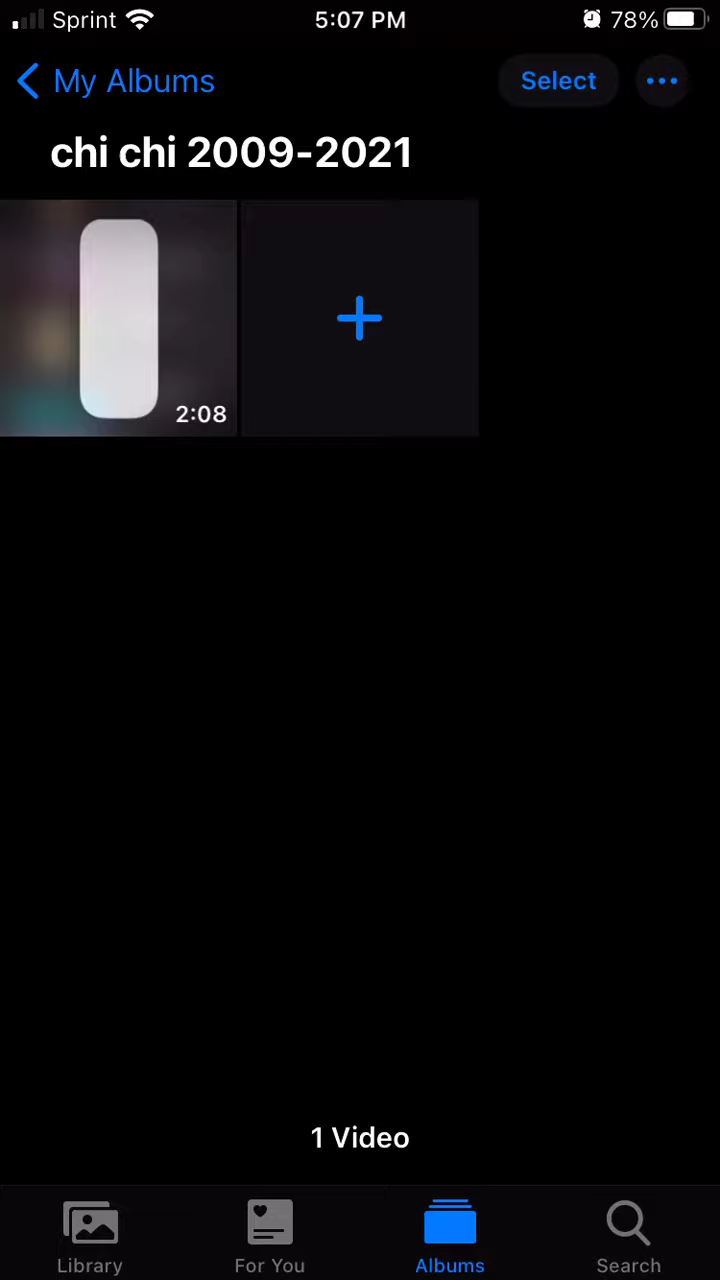 Sprint 5:07 PM 78%
My Albums Select
chi chi 2009-2021
2:08
1 Video
Library For You Albums Search